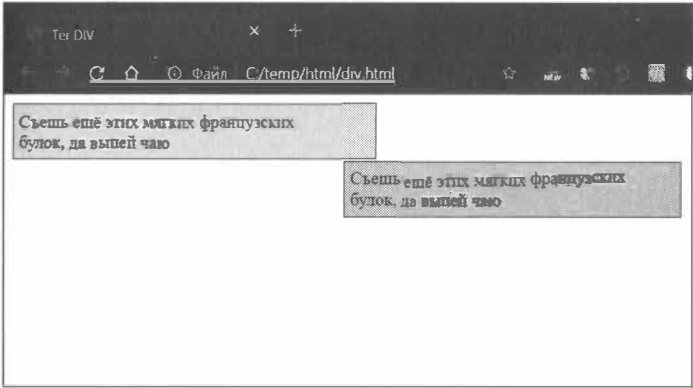 Тег DIV
Файл C:/temp/html/div.html
NEW
Съешь ещё этих мягких французских
булок, да выпей чаю
Съешь ещё этих мягких французских
булок, да выпей чаю